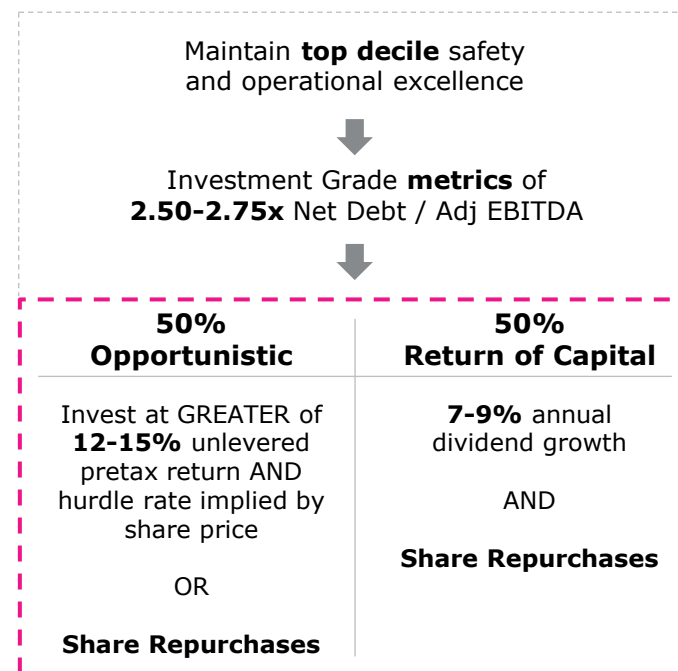 Maintain top decile safety
and operational excellence
Investment Grade metrics of
2.50-2.75x Net Debt / Adj EBITDA
50%
Opportunistic
Invest at GREATER of
12-15% unlevered
pretax return AND
hurdle rate implied by
share price
OR
Share Repurchases
50%
Return of Capital
7-9% annual
dividend growth
AND
Share Repurchases